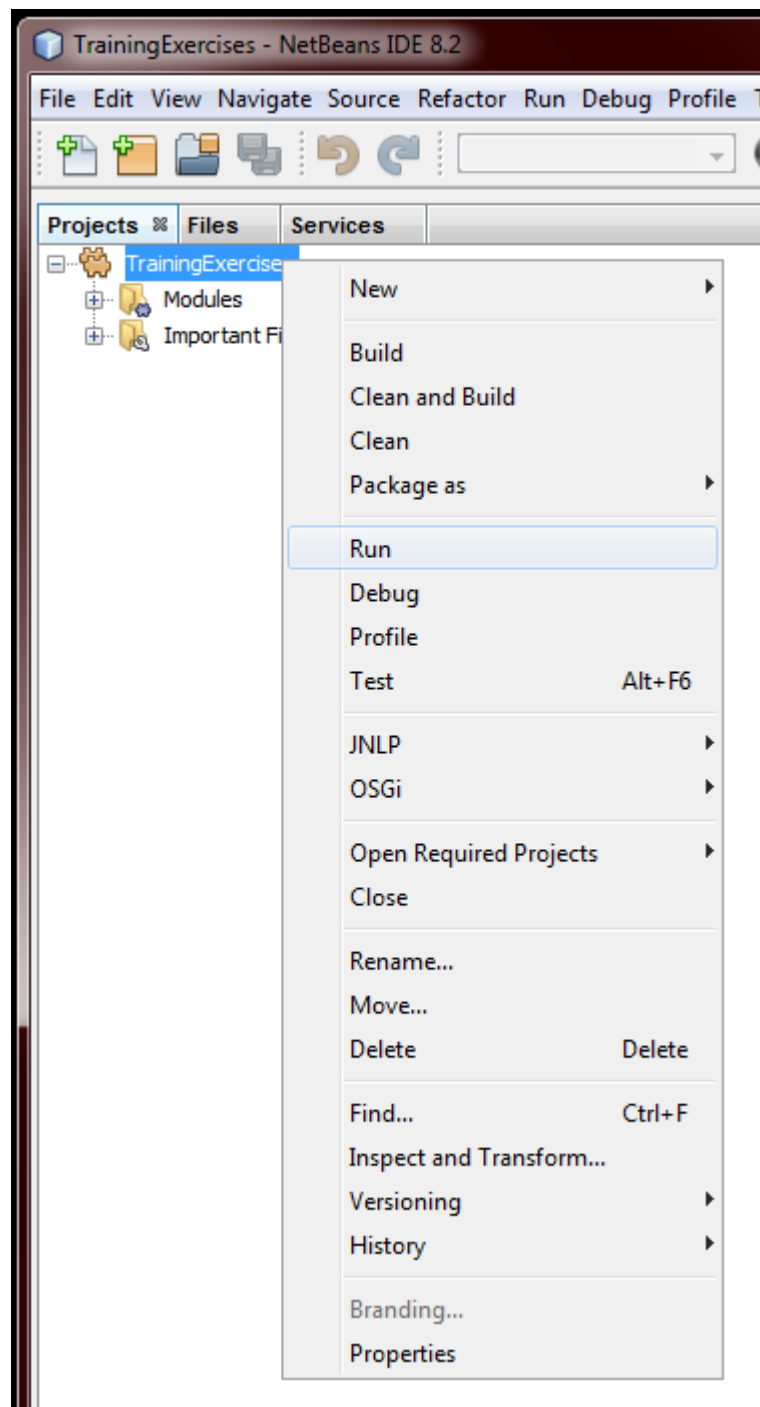 TrainingExercises - NetBeans IDE 8.2
File Edit View Navigate Source Refactor Run Debug Profile
Projects Files Services
TrainingExercise
Modules
Important Fi
New
Build
Clean and Build
Clean
Package as
Run
Debug
Profile
Test Alt+F6
JNLP
OSGi
Open Required Projects
Close
Rename...
Move...
Delete Delete
Find... Ctrl+F
Inspect and Transform...
Versioning
History
Branding...
Properties